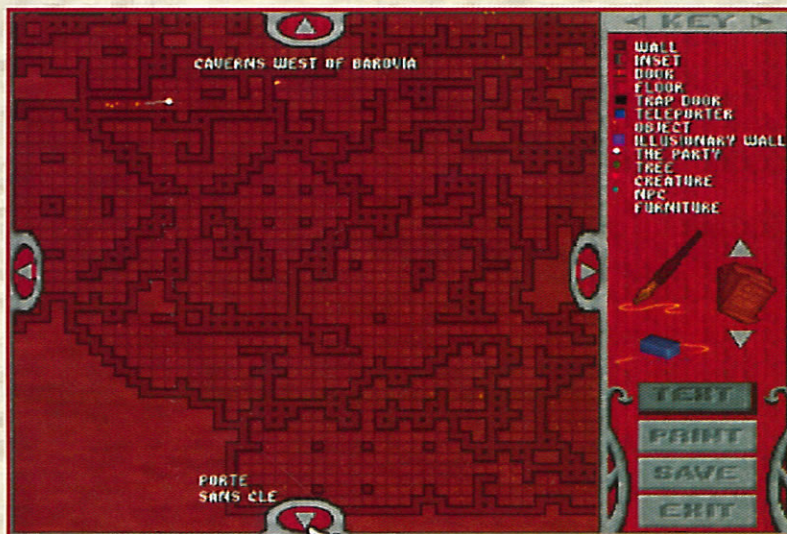 KEY
CAVERNS WEST OF BAROVIA
WALL
INSET
DOOR
FLOOR
TRAP DOOR
TELEPORTER
OBJECT
ILLUSIONARY WALL
THE PARTY
TREE
CREATURE
NPC
FURNITURE
TEXT
PRINT
SAVE
EXIT
PORTE
SANS CLE